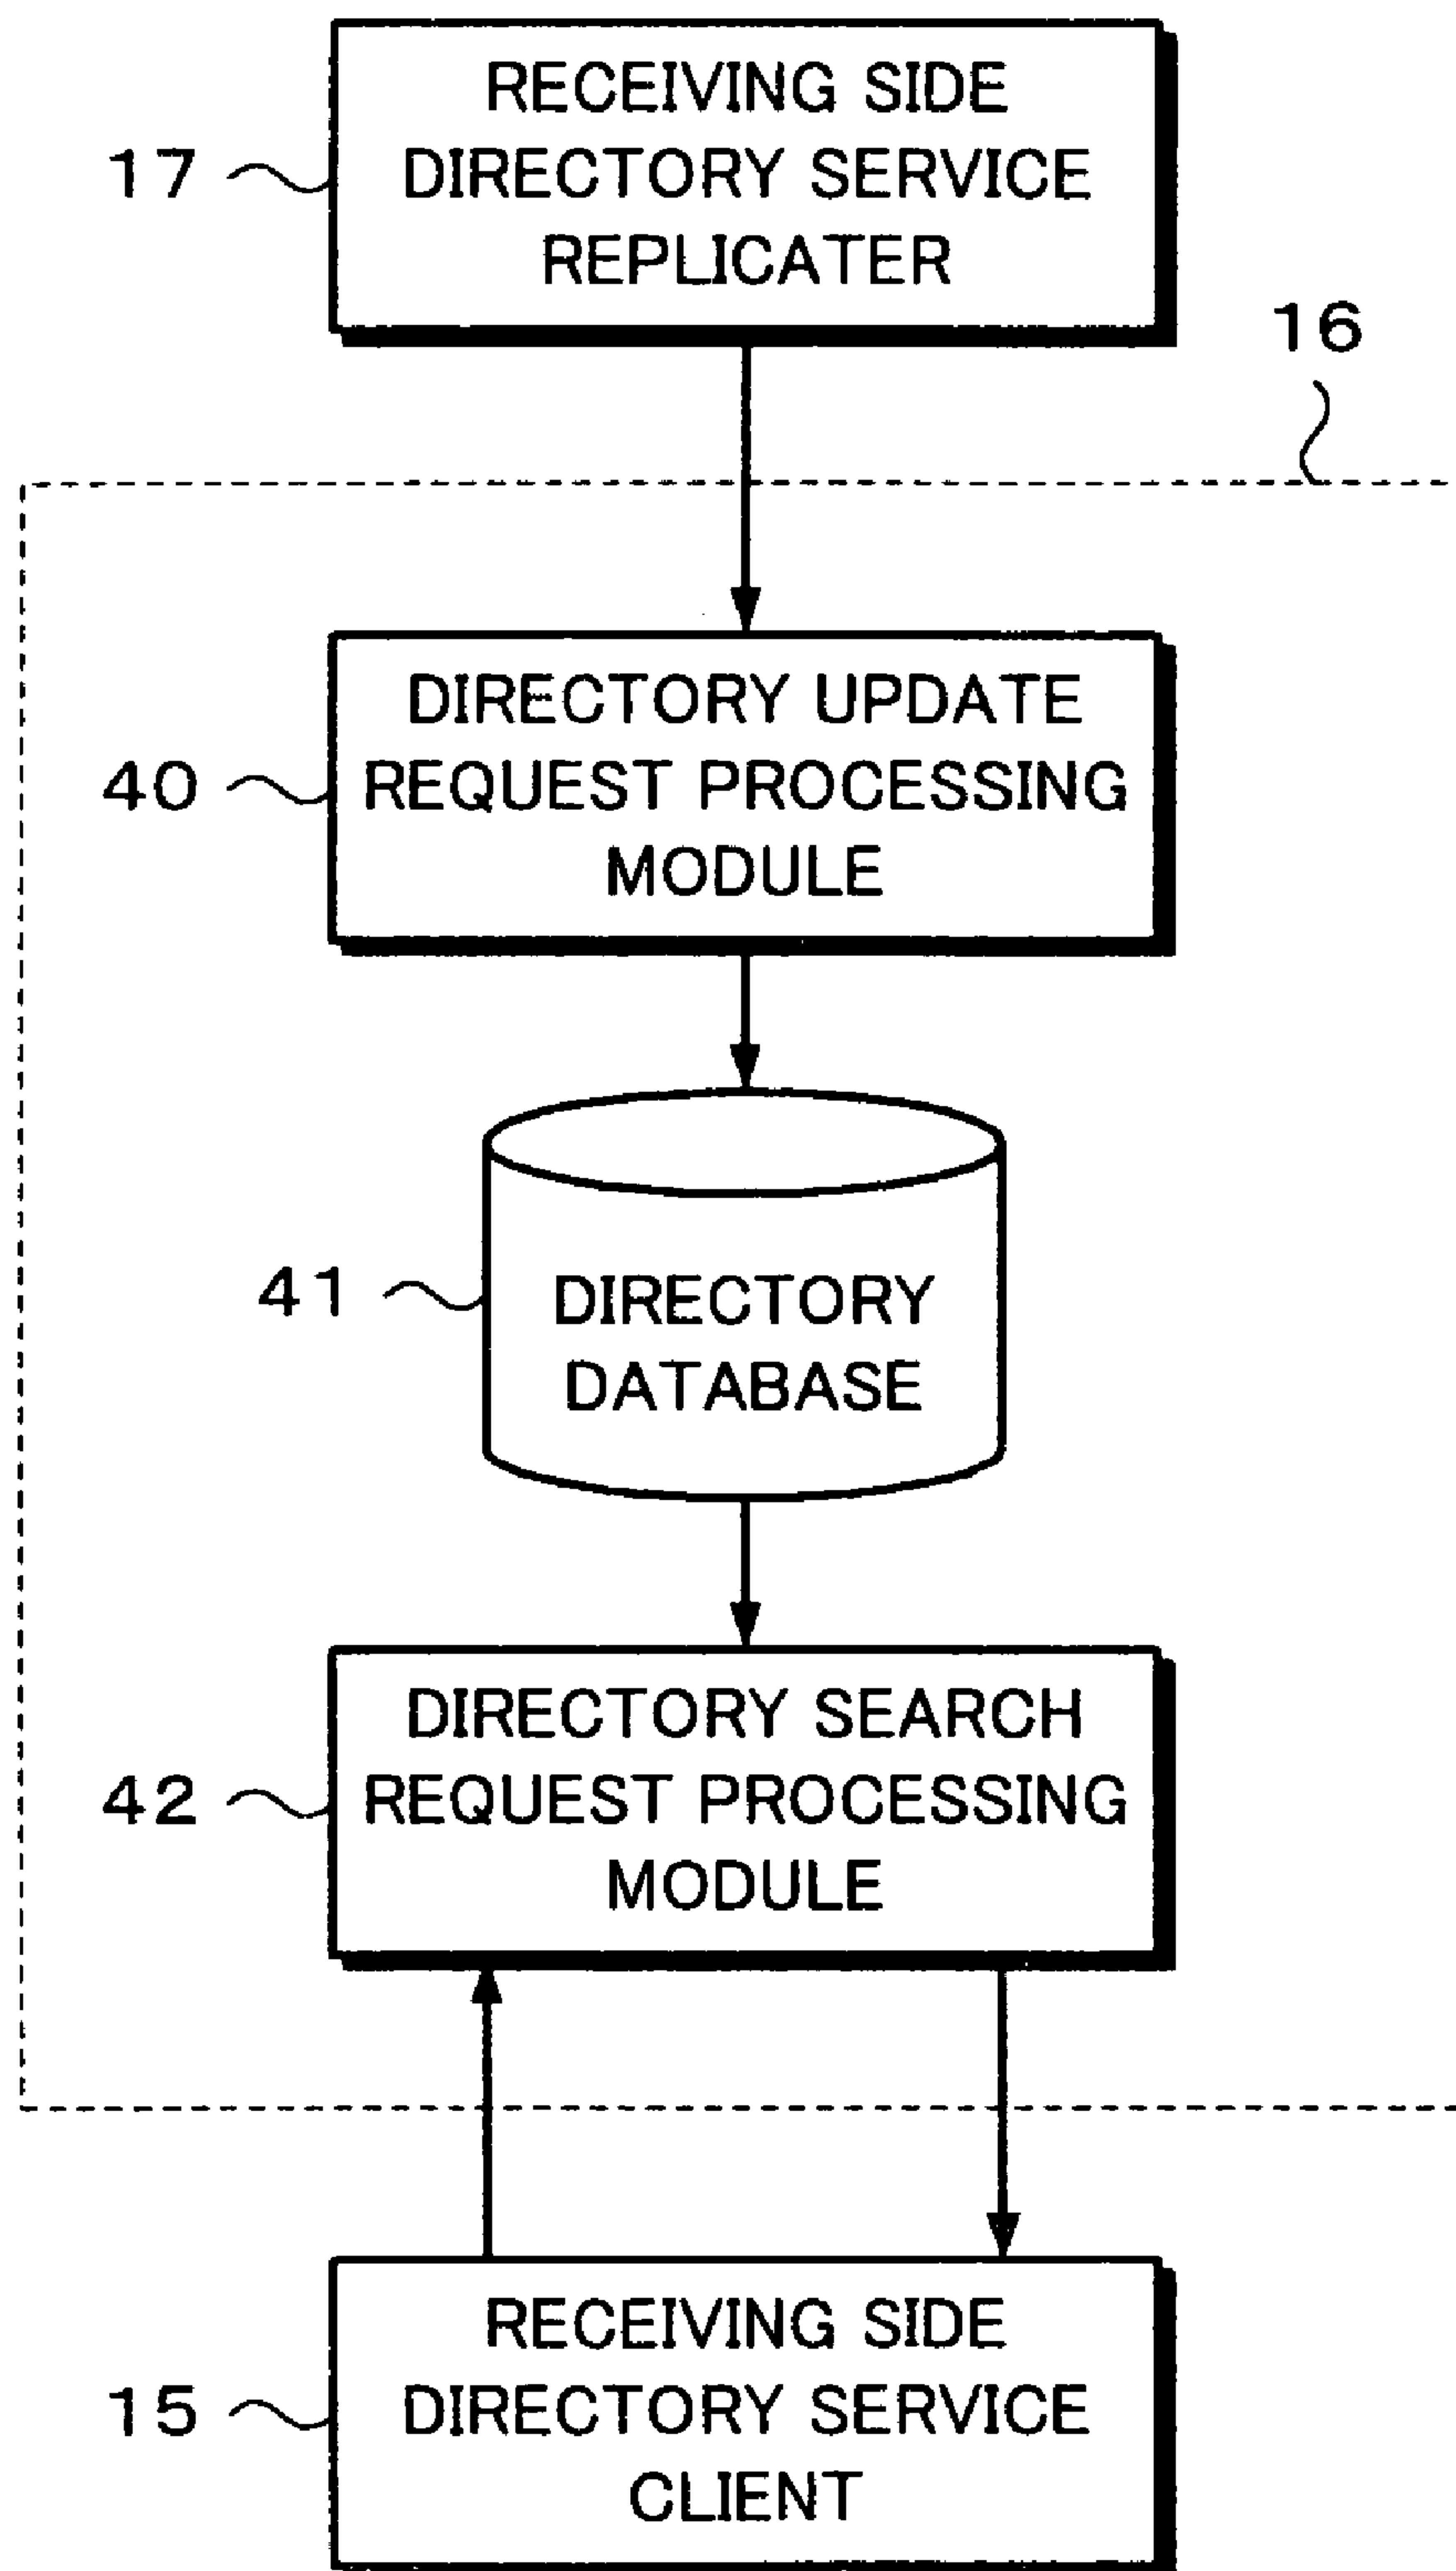 RECEIVING SIDE
17 DIRECTORY SERVICE
REPLICATER
16
DIRECTORY UPDATE
40 REQUEST PROCESSING
MODULE
41 DIRECTORY
DATABASE
DIRECTORY SEARCH
42 REQUEST PROCESSING
MODULE
RECEIVING SIDE
15 DIRECTORY SERVICE
CLIENT